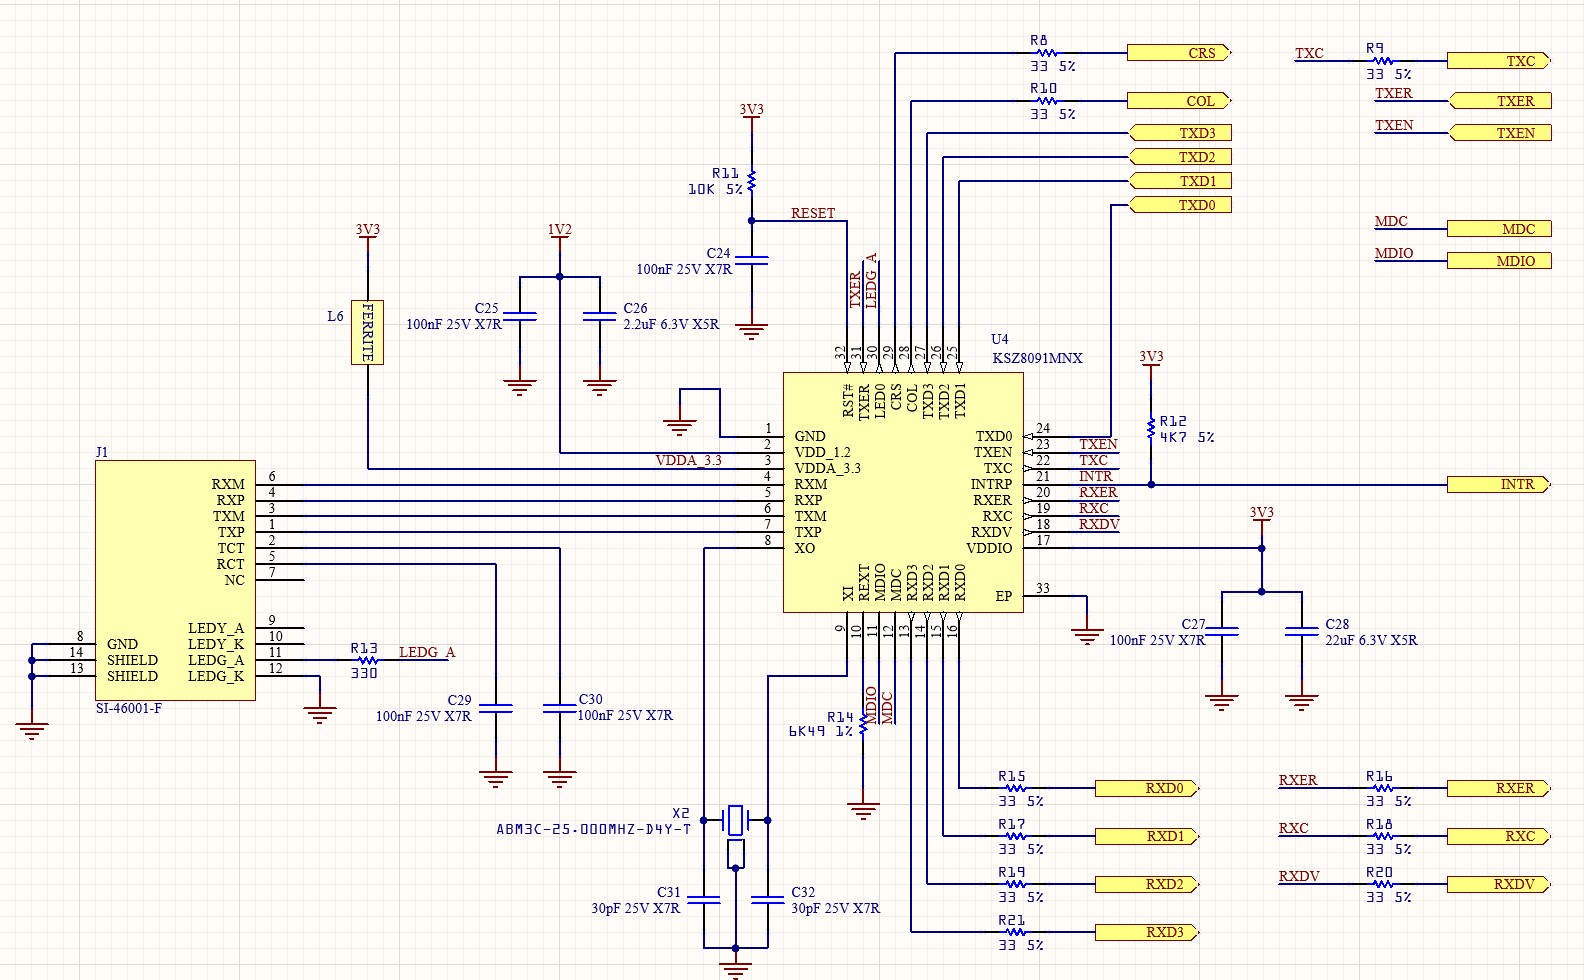 R8
33 5%
CRS
TXC
R9
33 5%
TXC
R10
33 5%
COL
TXER
TXER
3V3
TXD3
TXEN
TXEN
TXD2
R11
10K 5%
TXD1
RESET
TXD0
3V3
1V2
MDC
MDC
C24
100nF 25V X7R
MDIO
MDIO
TXER
LEDG_A
L6
FERRITE
C25
100nF 25V X7R
C26
2.2uF 6.3V X5R
U4
KSZ8091MNX
32
31
30
29
28
27
26
25
RST#
TXER
LED0
CRS
COL
TXD3
TXD2
TXD1
3V3
R12
4K7 5%
1
GND
TXD0
24
2
VDD_1.2
TXEN
23
TXEN
VDDA_3.3
3
VDDA_3.3
TXC
22
TXC
4
RXM
INTRP
21
INTR
INTR
5
RXP
RXER
20
RXER
6
TXM
RXC
19
RXC
7
TXP
RXDV
18
RXDV
8
XO
VDDIO
17
3V3
EP
33
XI
REXT
MDIO
MDC
RXD3
RXD2
RXD1
RXD0
9
10
11
12
13
14
15
16
J1
RXM
6
RXP
4
TXM
3
TXP
1
TCT
2
RCT
5
NC
7
LEDY_A
9
8
GND
LEDY_K
10
14
SHIELD
LEDG_A
11
R13
330
LEDG_A
13
SHIELD
LEDG_K
12
SI-46001-F
C27
100nF 25V X7R
C28
22uF 6.3V X5R
C29
100nF 25V X7R
C30
100nF 25V X7R
R14
6K49 1%
MDIO
MDC
X2
ABM3C-25.000MHZ-D4Y-T
C31
30pF 25V X7R
C32
30pF 25V X7R
R15
33 5%
RXD0
RXER
R16
33 5%
RXER
R17
33 5%
RXD1
RXC
R18
33 5%
RXC
R19
33 5%
RXD2
RXDV
R20
33 5%
RXDV
R21
33 5%
RXD3